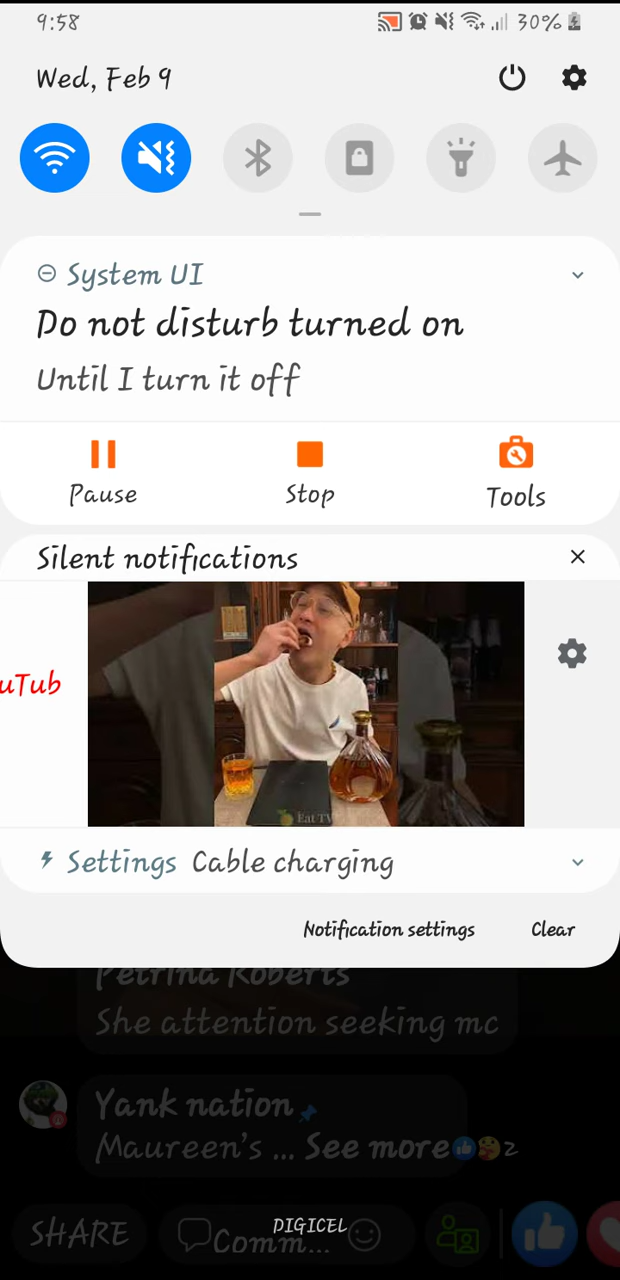 9:58 30%
Wed, Feb 9
System UI
Do not disturb turned on
Until I turn it off
Pause Stop Tools
Silent notifications
uTub
Eat TV
Settings Cable charging
Notification settings Clear
Petrina Roberts
She attention seeking mc
Yank nation
Maureen's ... See more 2
SHARE Comm...
DIGICEL